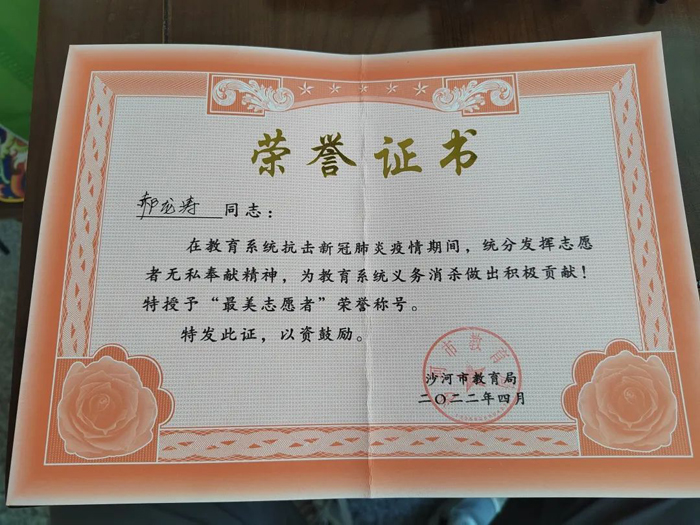 荣誉证书
郝龙涛 同志：
在教育系统抗击新冠肺炎疫情期间，统分发挥志愿
者无私奉献精神，为教育系统义务消杀做出积极贡献！
特授予“最美志愿者”荣誉称号。
特发此证，以资鼓励。
沙河市教育局
二〇二二年四月